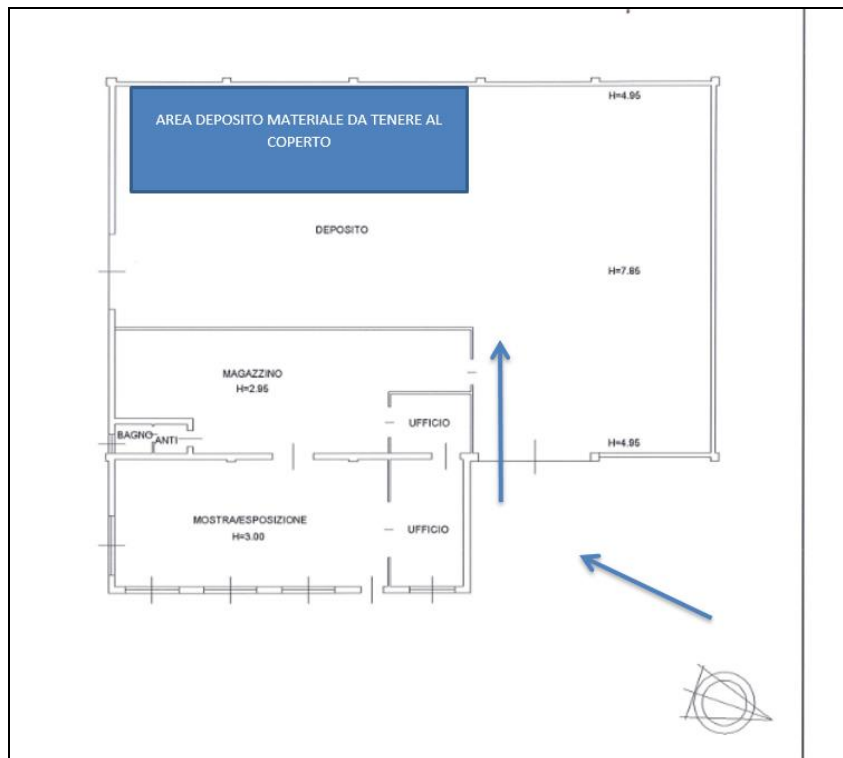 H=4.95
AREA DEPOSITO MATERIALE DA TENERE AL
COPERTO
DEPOSITO
H=7.85
MAGAZZINO
H=2.95
UFFICIO
BAGNO
ANTI
H=4.95
MOSTRA/ESPOSIZIONE
H=3.00
UFFICIO